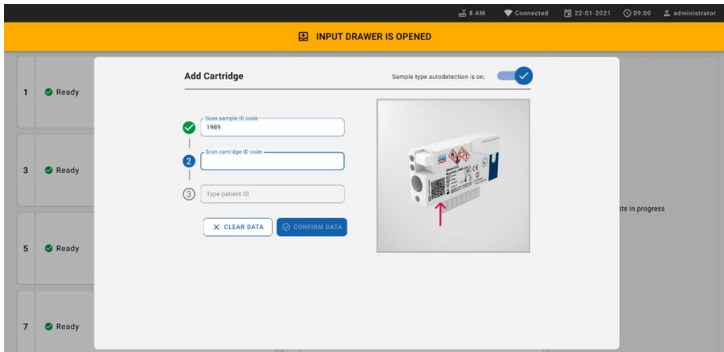 8 AM Connected 22-01-2021 09:00 administrator
INPUT DRAWER IS OPENED
Add Cartridge
Sample type autodetection is on.
1 Ready
Scan sample ID code
1989
Scan cartridge ID code
2
3 Ready
3 Type patient ID
CLEAR DATA
CONFIRM DATA
sts in progress
5 Ready
7 Ready